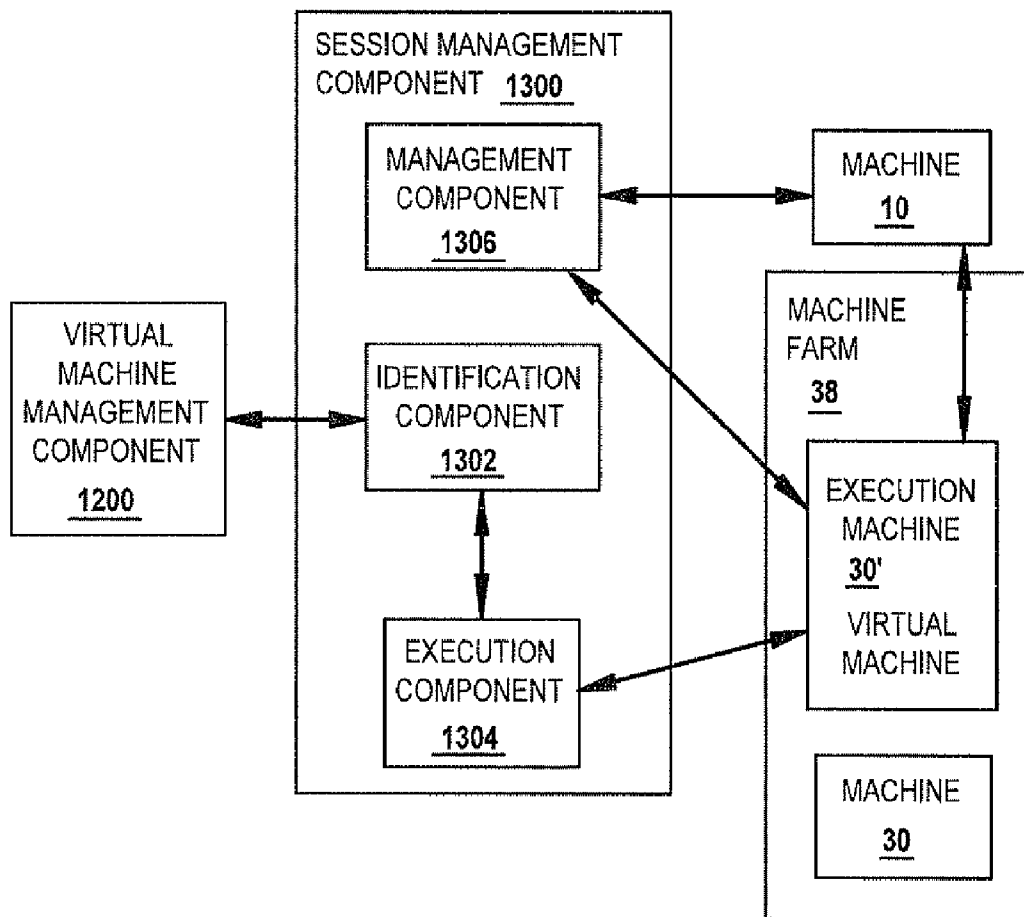 SESSION MANAGEMENT
COMPONENT 1300
MANAGEMENT
COMPONENT
1306
MACHINE
10
VIRTUAL
MACHINE
MANAGEMENT
COMPONENT
1200
IDENTIFICATION
COMPONENT
1302
MACHINE
FARM
38
EXECUTION
MACHINE
30'
VIRTUAL
MACHINE
EXECUTION
COMPONENT
1304
MACHINE
30